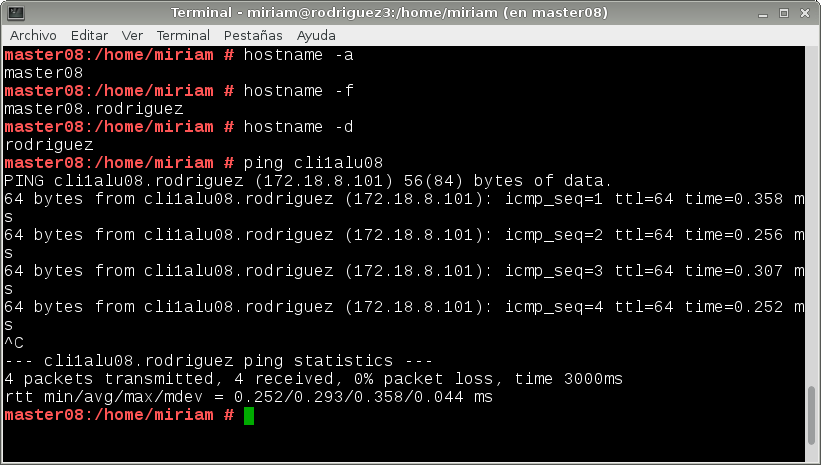 Terminal - miriam@rodriguez3:/home/miriam (en master08)
Archivo Editar Ver Terminal Pestañas Ayuda
master08:/home/miriam # hostname -a
master08
master08:/home/miriam # hostname -f
master08.rodriguez
master08:/home/miriam # hostname -d
rodriguez
master08:/home/miriam # ping cli1alu08
PING cli1alu08.rodriguez (172.18.8.101) 56(84) bytes of data.
64 bytes from cli1alu08.rodriguez (172.18.8.101): icmp_seq=1 ttl=64 time=0.358 m
s
64 bytes from cli1alu08.rodriguez (172.18.8.101): icmp_seq=2 ttl=64 time=0.256 m
s
64 bytes from cli1alu08.rodriguez (172.18.8.101): icmp_seq=3 ttl=64 time=0.307 m
s
64 bytes from cli1alu08.rodriguez (172.18.8.101): icmp_seq=4 ttl=64 time=0.252 m
s
^C
--- cli1alu08.rodriguez ping statistics ---
4 packets transmitted, 4 received, 0% packet loss, time 3000ms
rtt min/avg/max/mdev = 0.252/0.293/0.358/0.044 ms
master08:/home/miriam #